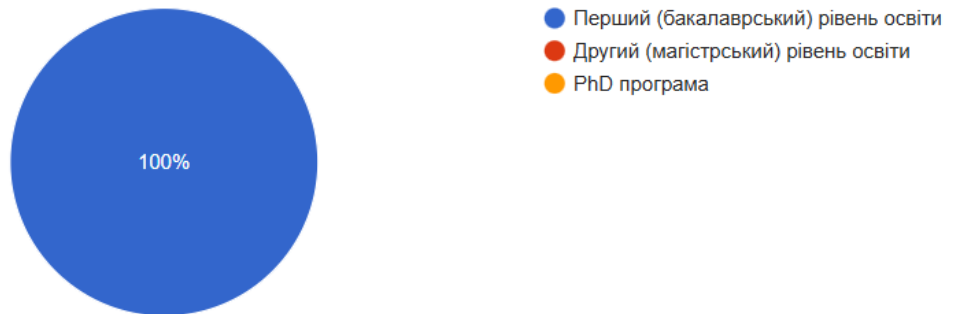 Перший (бакалаврський) рівень освіти
Другий (магістрський) рівень освіти
PhD програма
100%